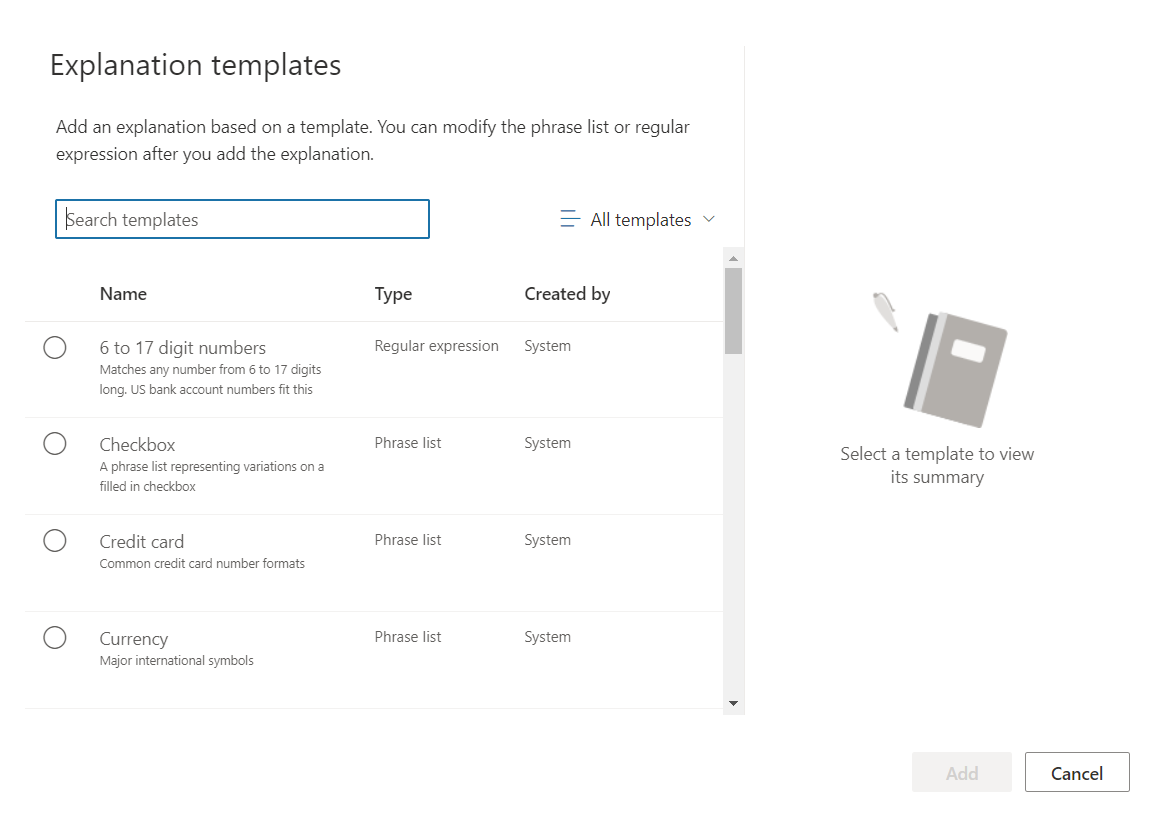 Explanation templates
Add an explanation based on a template. You can modify the phrase list or regular
expression after you add the explanation.
Search templates
All templates
Name Type Created by
6 to 17 digit numbers Regular expression System
Matches any number from 6 to 17 digits
long. US bank account numbers fit this
Checkbox Phrase list System
A phrase list representing variations on a
filled in checkbox
Credit card Phrase list System
Common credit card number formats
Currency Phrase list System
Major international symbols
Select a template to view
its summary
Add Cancel